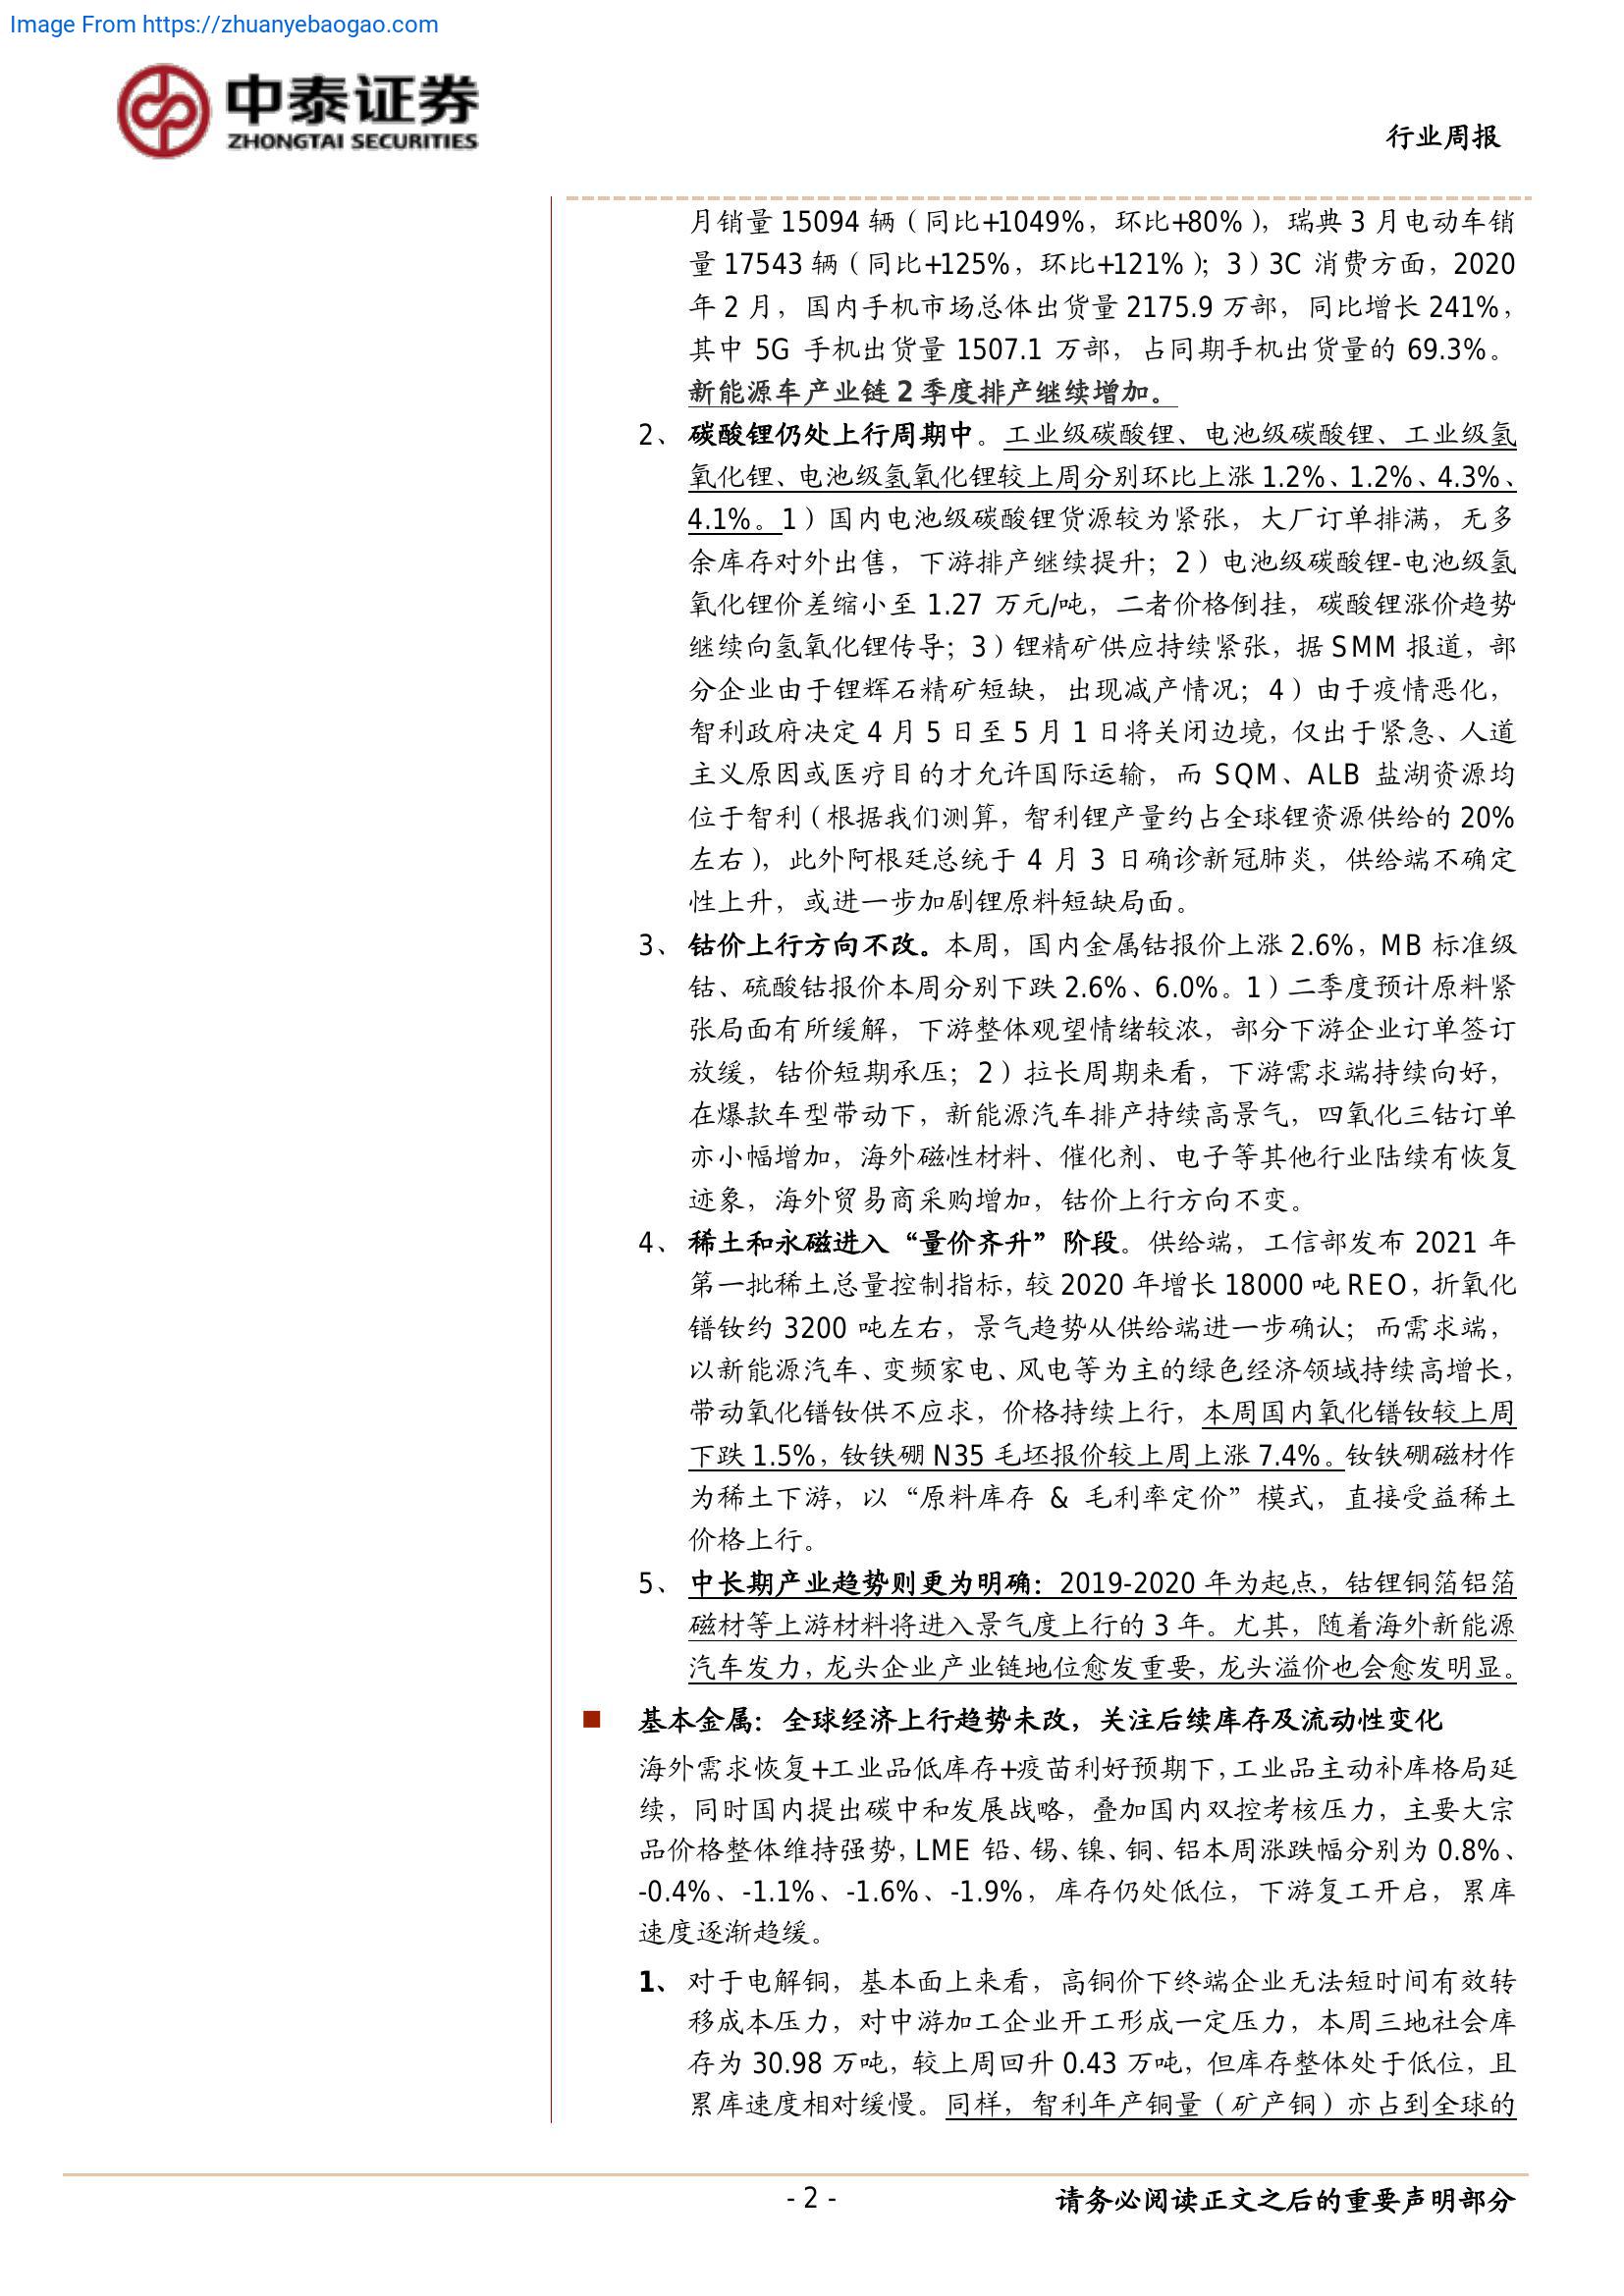 Image From https://zhuanyebaogao.com
中泰证券
ZHONGTAI SECURITIES
行业周报
月销量 15094 辆（同比+1049%，环比+80%），瑞典 3 月电动车销
量 17543 辆（同比+125%，环比+121%）；3）3C 消费方面，2020
年 2 月，国内手机市场总体出货量 2175.9 万部，同比增长 241%，
其中 5G 手机出货量 1507.1 万部，占同期手机出货量的 69.3%。
新能源车产业链 2 季度排产继续增加。
2、 碳酸锂仍处上行周期中。工业级碳酸锂、电池级碳酸锂、工业级氢
氧化锂、电池级氢氧化锂较上周分别环比上涨 1.2%、1.2%、4.3%、
4.1%。1）国内电池级碳酸锂货源较为紧张，大厂订单排满，无多
余库存对外出售，下游排产继续提升；2）电池级碳酸锂-电池级氢
氧化锂价差缩小至 1.27 万元/吨，二者价格倒挂，碳酸锂涨价趋势
继续向氢氧化锂传导；3）锂精矿供应持续紧张，据 SMM 报道，部
分企业由于锂辉石精矿短缺，出现减产情况；4）由于疫情恶化，
智利政府决定 4 月 5 日至 5 月 1 日将关闭边境，仅出于紧急、人道
主义原因或医疗目的才允许国际运输，而 SQM、ALB 盐湖资源均
位于智利（根据我们测算，智利锂产量约占全球锂资源供给的 20%
左右），此外阿根廷总统于 4 月 3 日确诊新冠肺炎，供给端不确定
性上升，或进一步加剧锂原料短缺局面。
3、 钴价上行方向不改。本周，国内金属钴报价上涨 2.6%，MB 标准级
钴、硫酸钴报价本周分别下跌 2.6%、6.0%。1）二季度预计原料紧
张局面有所缓解，下游整体观望情绪较浓，部分下游企业订单签订
放缓，钴价短期承压；2）拉长周期来看，下游需求端持续向好，
在爆款车型带动下，新能源汽车排产持续高景气，四氧化三钴订单
亦小幅增加，海外磁性材料、催化剂、电子等其他行业陆续有恢复
迹象，海外贸易商采购增加，钴价上行方向不变。
4、 稀土和永磁进入“量价齐升”阶段。供给端，工信部发布 2021 年
第一批稀土总量控制指标，较 2020 年增长 18000 吨 REO，折氧化
镨钕约 3200 吨左右，景气趋势从供给端进一步确认；而需求端，
以新能源汽车、变频家电、风电等为主的绿色经济领域持续高增长，
带动氧化镨钕供不应求，价格持续上行，本周国内氧化镨钕较上周
下跌 1.5%，钕铁硼 N35 毛坯报价较上周上涨 7.4%。钕铁硼磁材作
为稀土下游，以“原料库存 & 毛利率定价”模式，直接受益稀土
价格上行。
5、 中长期产业趋势则更为明确：2019-2020 年为起点，钴锂铜箔铝箔
磁材等上游材料将进入景气度上行的 3 年。尤其，随着海外新能源
汽车发力，龙头企业产业链地位愈发重要，龙头溢价也会愈发明显。
■ 基本金属：全球经济上行趋势未改，关注后续库存及流动性变化
海外需求恢复+工业品低库存+疫苗利好预期下，工业品主动补库格局延
续，同时国内提出碳中和发展战略，叠加国内双控考核压力，主要大宗
品价格整体维持强势，LME 铅、锡、镍、铜、铝本周涨跌幅分别为 0.8%、
-0.4%、-1.1%、-1.6%、-1.9%，库存仍处低位，下游复工开启，累库
速度逐渐趋缓。
1、 对于电解铜，基本面上来看，高铜价下终端企业无法短时间有效转
移成本压力，对中游加工企业开工形成一定压力，本周三地社会库
存为 30.98 万吨，较上周回升 0.43 万吨，但库存整体处于低位，且
累库速度相对缓慢。同样，智利年产铜量（矿产铜）亦占到全球的
- 2 -
请务必阅读正文之后的重要声明部分